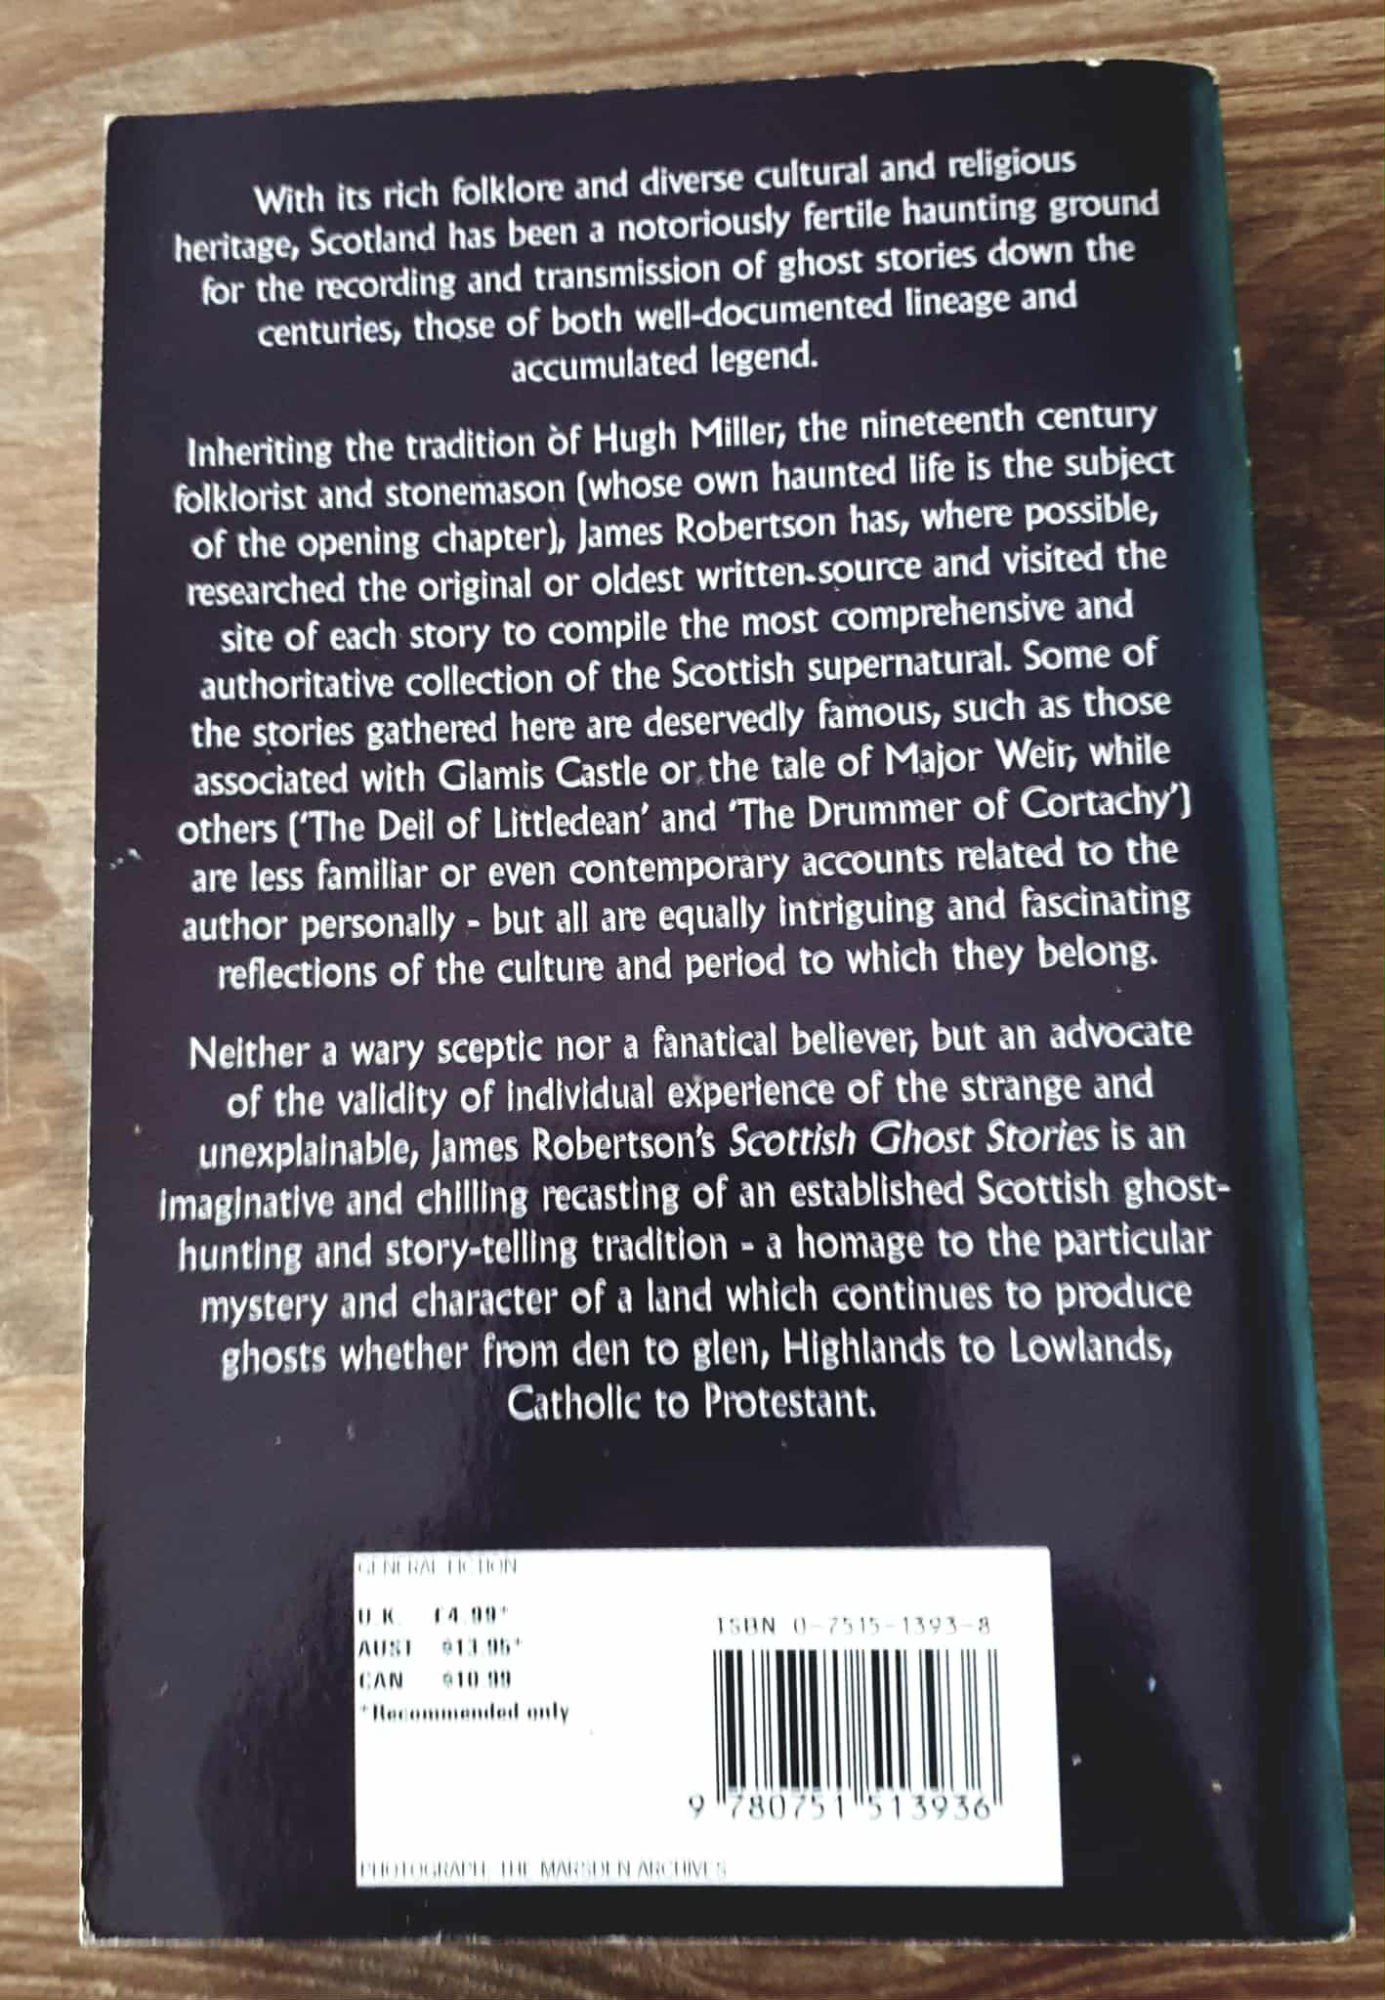 With its rich folklore and diverse cultural and religious
heritage, Scotland has been a notoriously fertile haunting ground
for the recording and transmission of ghost stories down the
centuries, those of both well-documented lineage and
accumulated legend.
Inheriting the tradition of Hugh Miller, the nineteenth century
folklorist and stonemason (whose own haunted life is the subject
of the opening chapter), James Robertson has, where possible,
researched the original or oldest written source and visited the
site of each story to compile the most comprehensive and
authoritative collection of the Scottish supernatural. Some of
the stories gathered here are deservedly famous, such as those
associated with Glamis Castle or the tale of Major Weir, while
others ('The Deil of Littledean' and 'The Drummer of Cortachy')
are less familiar or even contemporary accounts related to the
author personally - but all are equally intriguing and fascinating
reflections of the culture and period to which they belong.
Neither a wary sceptic nor a fanatical believer, but an advocate
of the validity of individual experience of the strange and
unexplainable, James Robertson's Scottish Ghost Stories is an
imaginative and chilling recasting of an established Scottish ghost-
hunting and story-telling tradition - a homage to the particular
mystery and character of a land which continues to produce
ghosts whether from den to glen, Highlands to Lowlands,
Catholic to Protestant.
GENERAL FICTION
U.K. £4.99*
AUST $13.95*
CAN $10.99
*Recommended only
ISBN 0-7515-1393-8
9 780751 513936
PHOTOGRAPH: THE MARSDEN ARCHIVES